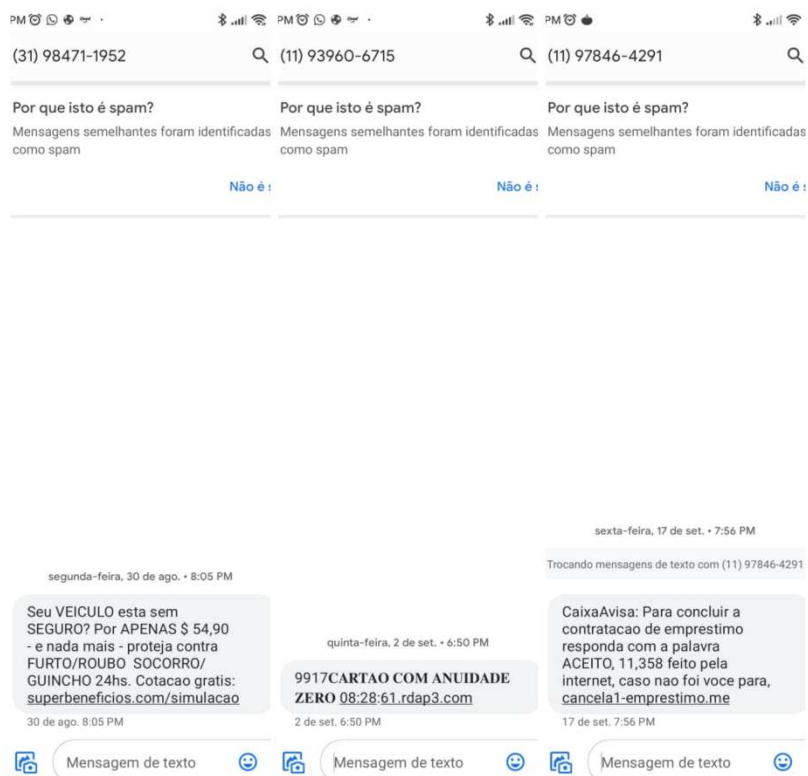 PM
(31) 98471-1952
Por que isto é spam?
Mensagens semelhantes foram identificadas
como spam
Não é
segunda-feira, 30 de ago. • 8:05 PM
Seu VEICULO esta sem
SEGURO? Por APENAS $ 54,90
- e nada mais - proteja contra
FURTO/ROUBO SOCORRO/
GUINCHO 24hs. Cotacao gratis:
superbeneficios.com/simulacao
30 de ago. 8:05 PM
Mensagem de texto
PM
(11) 93960-6715
Por que isto é spam?
Mensagens semelhantes foram identificadas
como spam
Não é
quinta-feira, 2 de set. • 6:50 PM
9917CARTAO COM ANUIDADE
ZERO 08:28:61.rdap3.com
2 de set. 6:50 PM
Mensagem de texto
PM
(11) 97846-4291
Por que isto é spam?
Mensagens semelhantes foram identificadas
como spam
Não é
sexta-feira, 17 de set. • 7:56 PM
Trocando mensagens de texto com (11) 97846-4291
CaixaAvisa: Para concluir a
contratacao de emprestimo
responda com a palavra
ACEITO, 11,358 feito pela
internet, caso nao foi voce para,
cancela1-emprestimo.me
17 de set. 7:56 PM
Mensagem de texto